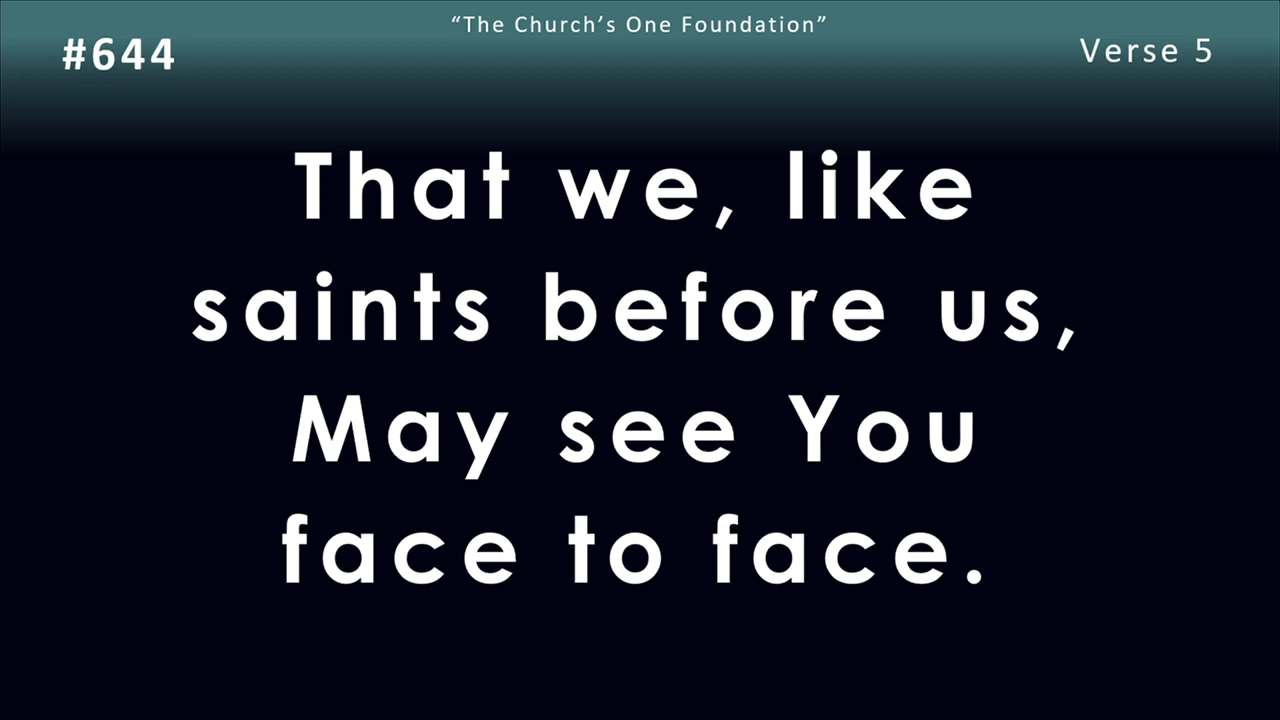 “The Church’s One Foundation”
#644
Verse 5
That we, like
saints before us,
May see You
face to face.